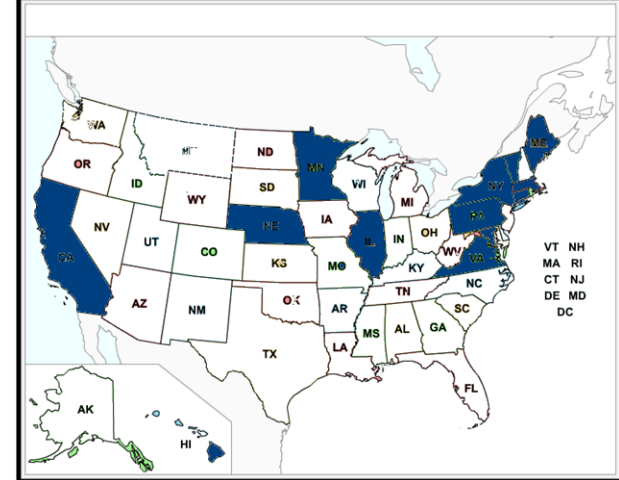 WA
MT
ND
MN
ME
OR
ID
SD
WI
MI
NY
WY
NE
IA
PA
NV
UT
CO
KS
MO
IL
IN
OH
WV
VA
CA
KY
NC
AZ
NM
OK
AR
TN
SC
TX
LA
MS
AL
GA
FL
AK
HI
VT NH
MA RI
CT NJ
DE MD
DC